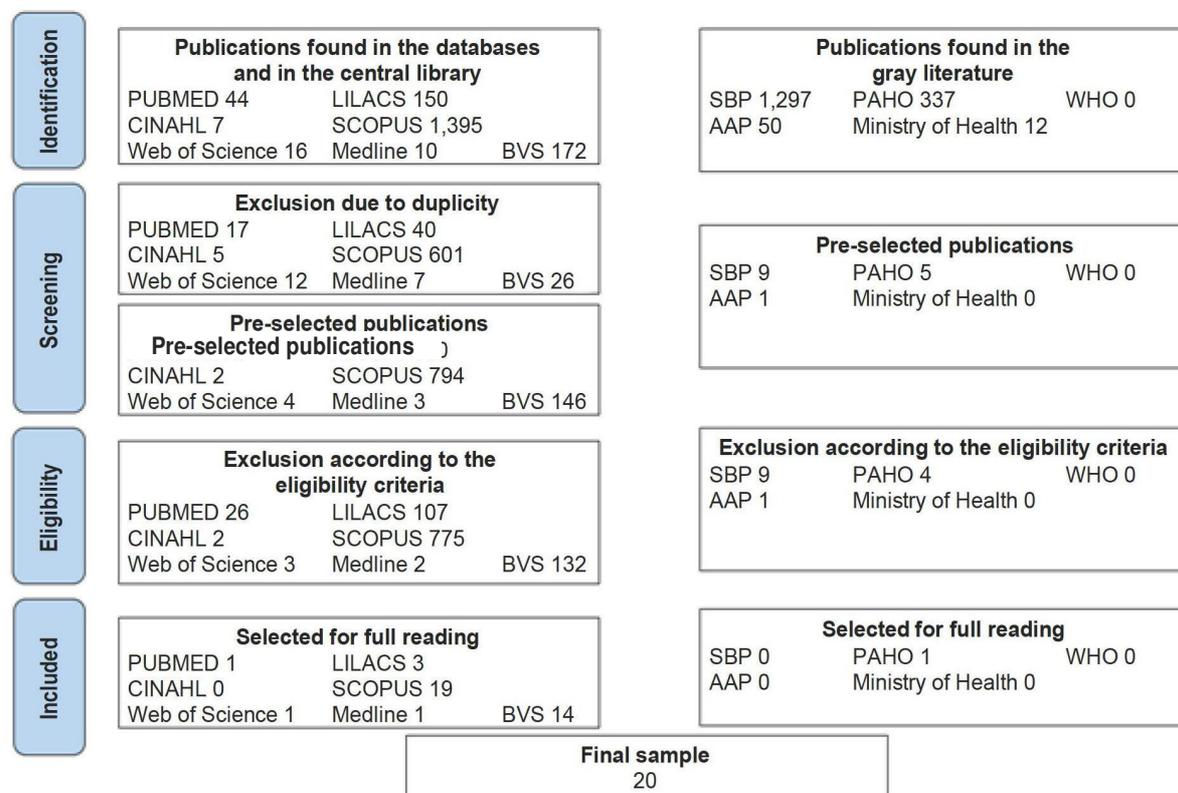 Identification
Publications found in the databases
and in the central library
PUBMED 44 LILACS 150
CINAHL 7 SCOPUS 1,395
Web of Science 16 Medline 10 BVS 172
Publications found in the
gray literature
SBP 1,297 PAHO 337 WHO 0
AAP 50 Ministry of Health 12
Screening
Exclusion due to duplicity
PUBMED 17 LILACS 40
CINAHL 5 SCOPUS 601
Web of Science 12 Medline 7 BVS 26
Pre-selected publications
Pre-selected publications
CINAHL 2 SCOPUS 794
Web of Science 4 Medline 3 BVS 146
Pre-selected publications
SBP 9 PAHO 5 WHO 0
AAP 1 Ministry of Health 0
Eligibility
Exclusion according to the
eligibility criteria
PUBMED 26 LILACS 107
CINAHL 2 SCOPUS 775
Web of Science 3 Medline 2 BVS 132
Exclusion according to the eligibility criteria
SBP 9 PAHO 4 WHO 0
AAP 1 Ministry of Health 0
Included
Selected for full reading
PUBMED 1 LILACS 3
CINAHL 0 SCOPUS 19
Web of Science 1 Medline 1 BVS 14
Selected for full reading
SBP 0 PAHO 1 WHO 0
AAP 0 Ministry of Health 0
Final sample
20